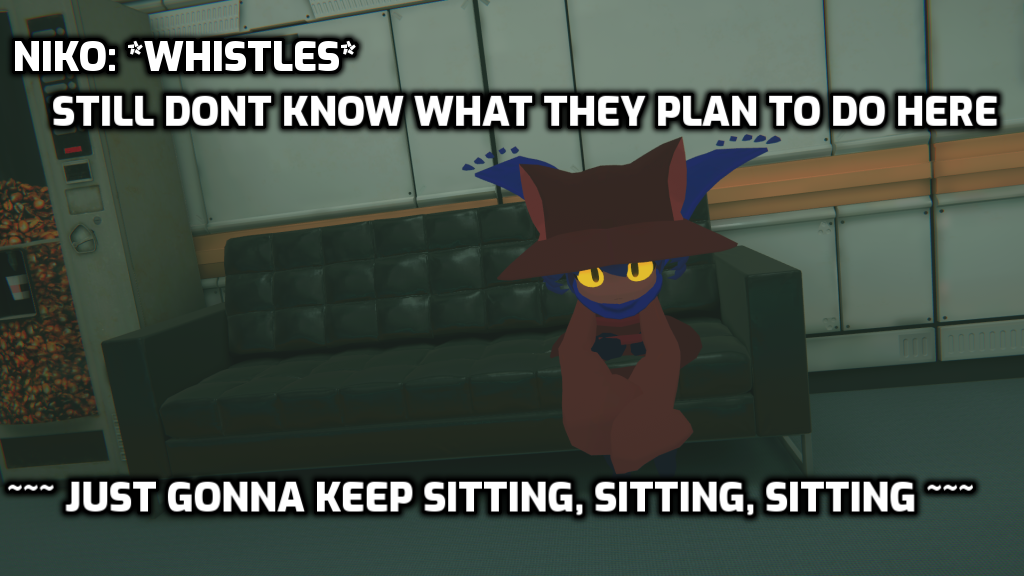 NIKO: *WHISTLES*
STILL DONT KNOW WHAT THEY PLAN TO DO HERE
~~~ JUST GONNA KEEP SITTING, SITTING, SITTING ~~~